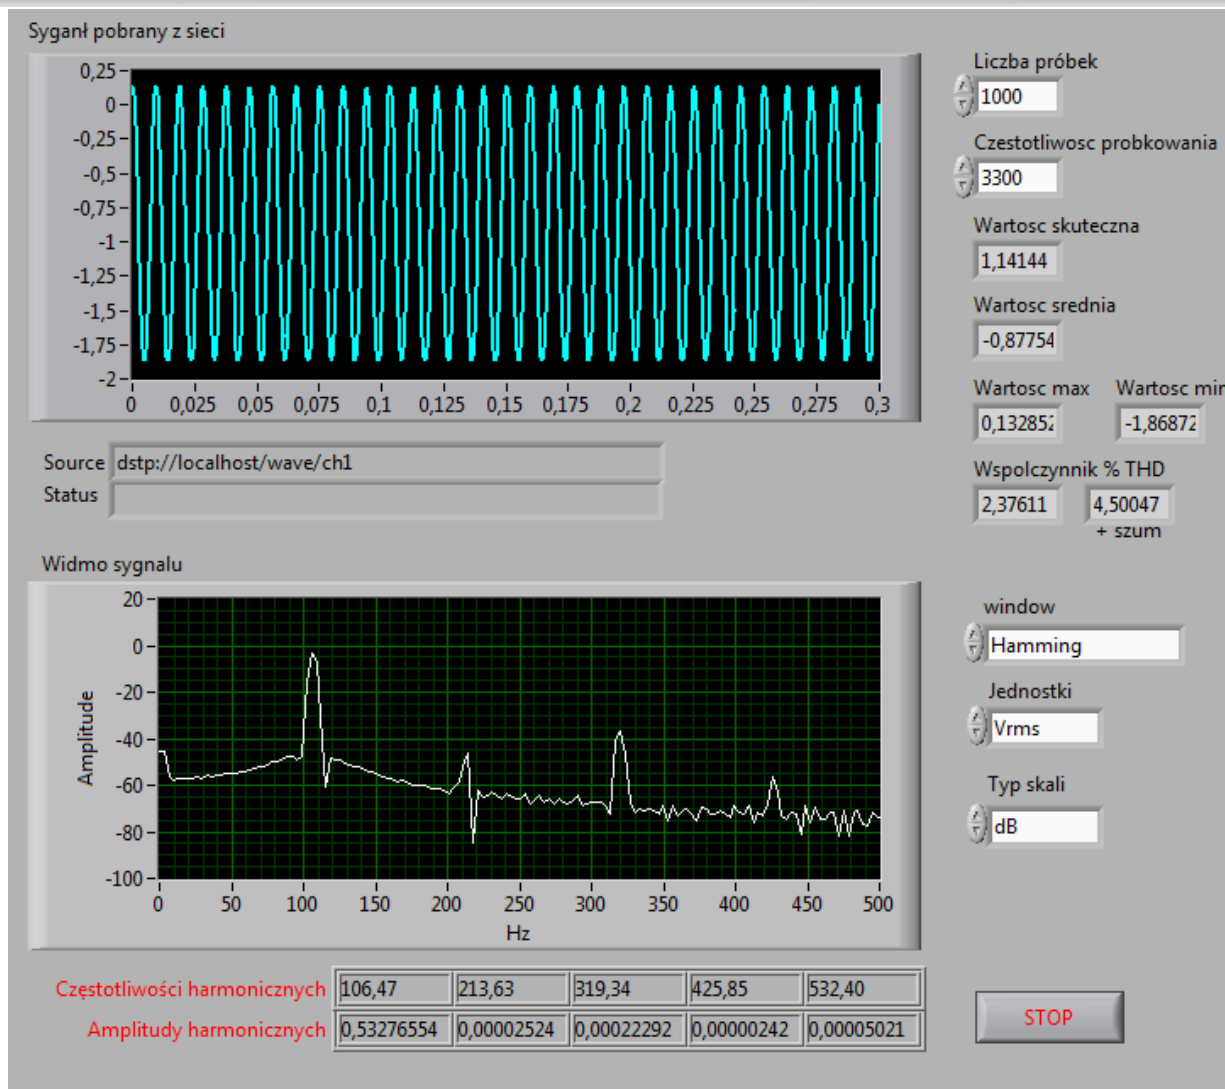 Syganł pobrany z sieci
0,25
0
-0,25
-0,5
-0,75
-1
-1,25
-1,5
-1,75
-2
0 0,025 0,05 0,075 0,1 0,125 0,15 0,175 0,2 0,225 0,25 0,275 0,3
Liczba próbek
1000
Czestotliwosc probkowania
3300
Wartosc skuteczna
1,14144
Wartosc srednia
-0,87754
Wartosc max Wartosc min
0,132852 -1,86872
Wspolczynnik % THD
2,37611 4,50047
+ szum
Source dstp://localhost/wave/ch1
Status
Widmo sygnalu
20
0
-20
-40
-60
-80
-100
Amplitude
0 50 100 150 200 250 300 350 400 450 500
Hz
window
Hamming
Jednostki
Vrms
Typ skali
dB
Częstotliwości harmonicznych 106,47 213,63 319,34 425,85 532,40
Amplitudy harmonicznych 0,53276554 0,00002524 0,00022292 0,00000242 0,00005021
STOP